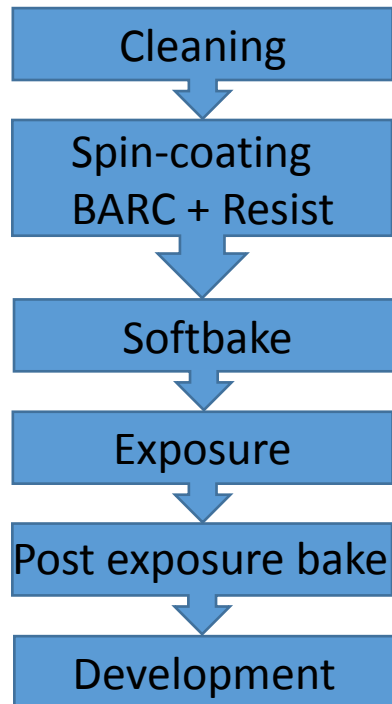 Cleaning
Spin-coating
BARC + Resist
Softbake
Exposure
Post exposure bake
Development